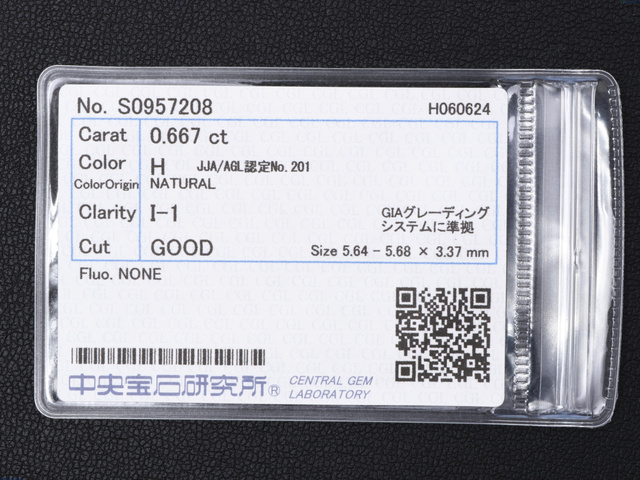 No. S0957208 H060624
Carat 0.667 ct
Color H JJA/AGL認定No.201
ColorOrigin NATURAL
Clarity I-1 GIAグレーディング
システムに準拠
Cut GOOD Size 5.64 - 5.68 × 3.37 mm
Fluo. NONE
中央宝石研究所® CENTRAL GEM
LABORATORY